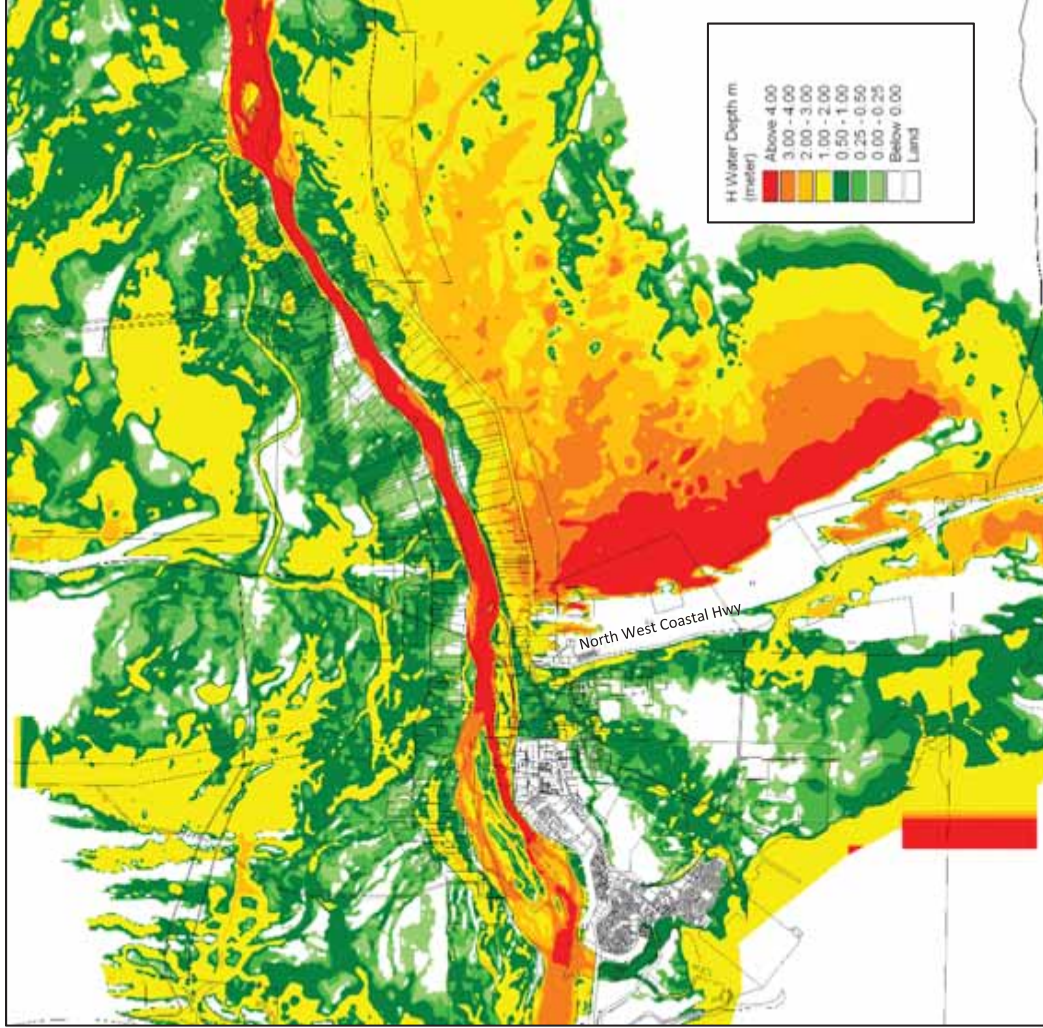 H Water Depth m
(meter)
Above 4.00
3.00 - 4.00
2.00 - 3.00
1.00 - 2.00
0.50 - 1.00
0.25 - 0.50
0.00 - 0.25
Below 0.00
Land
North West Coastal Hwy